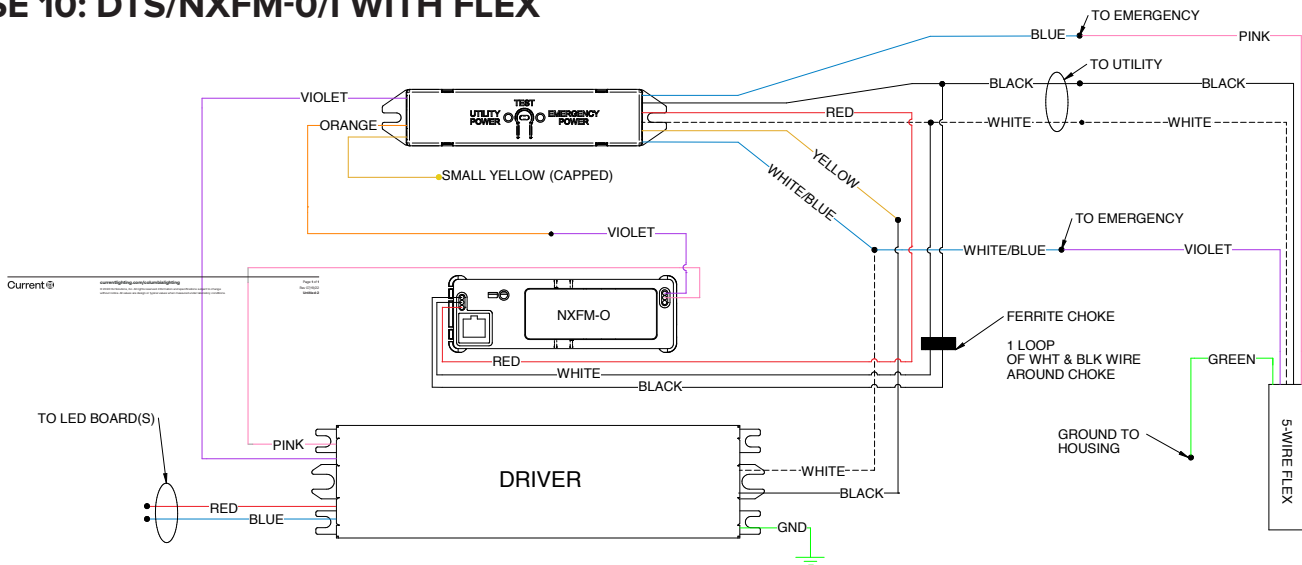 SE 10: DTS/NXFM-0/I WITH FLEX
TO EMERGENCY
BLUE
PINK
TO UTILITY
BLACK
BLACK
VIOLET
TEST
UTILITY POWER
EMERGENCY POWER
RED
ORANGE
WHITE
WHITE
YELLOW
SMALL YELLOW (CAPPED)
WHITE/BLUE
TO EMERGENCY
VIOLET
WHITE/BLUE
VIOLET
Current
currentlighting.com/columbialighting
NXFM-O
FERRITE CHOKE
1 LOOP
OF WHT & BLK WIRE
AROUND CHOKE
RED
WHITE
BLACK
GREEN
TO LED BOARD(S)
PINK
GROUND TO
HOUSING
5-WIRE FLEX
DRIVER
WHITE
BLACK
RED
BLUE
GND